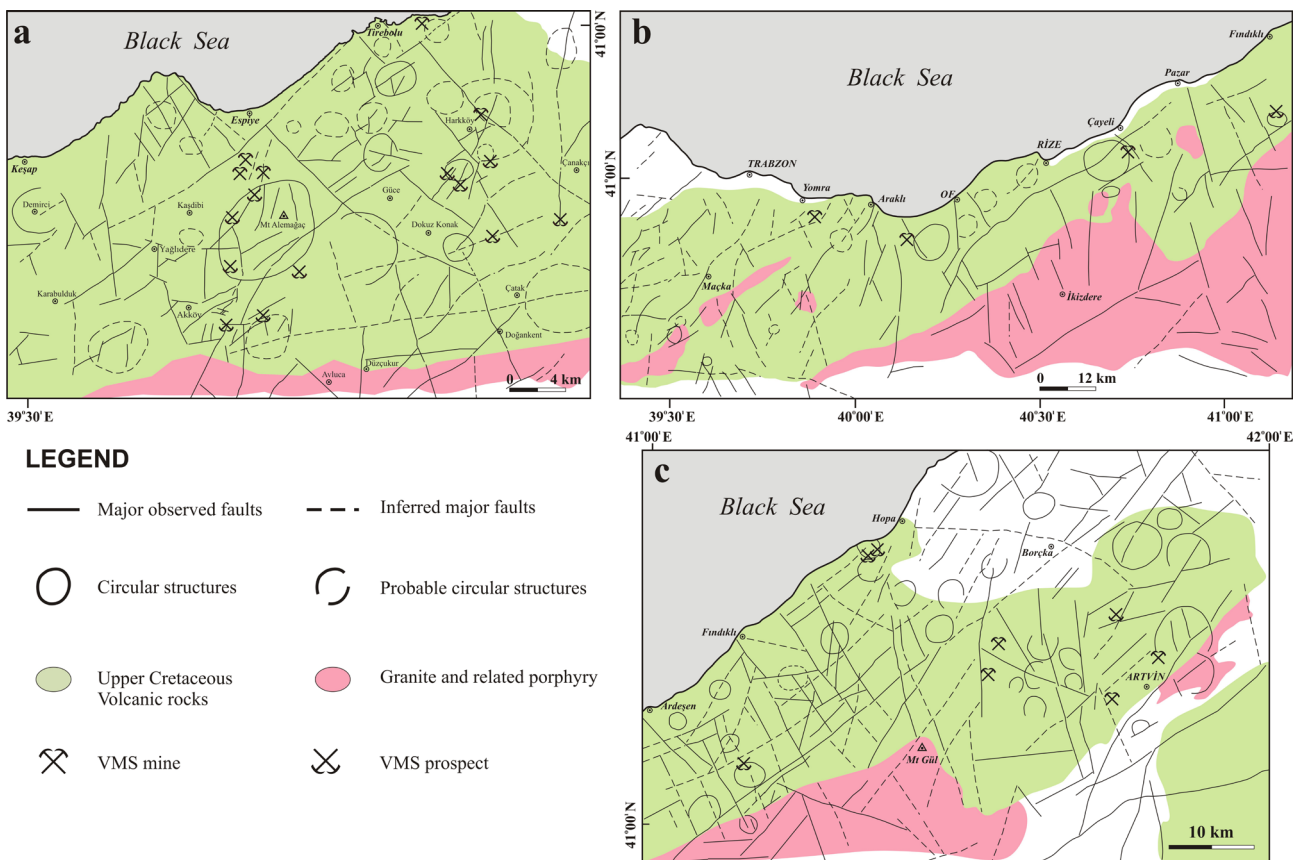 a
Black Sea
Tirebolu
41°00'N
Espiye
Harkköy
Keşap
Çanakçı
Demirci
Kaşdibi
Güce
Mt Alemağaç
Dokuz Konak
Yağlıdere
Karabulduk
Akköy
Çatak
Doğankent
Düzçukur
Avluca
0 4 km
39°30'E
b
Black Sea
Fındıklı
Pazar
Çayeli
RİZE
TRABZON
41°00'N
Yomra
Araklı
OF
Maçka
İkizdere
0 12 km
39°30'E
40°00'E
40°30'E
41°00'E
LEGEND
Major observed faults
Inferred major faults
Circular structures
Probable circular structures
Upper Cretaceous
Volcanic rocks
Granite and related porphyry
VMS mine
VMS prospect
41°00'E
42°00'E
c
Black Sea
Hopa
Borçka
Fındıklı
ARTVİN
Ardeşen
Mt Gül
41°00'N
10 km